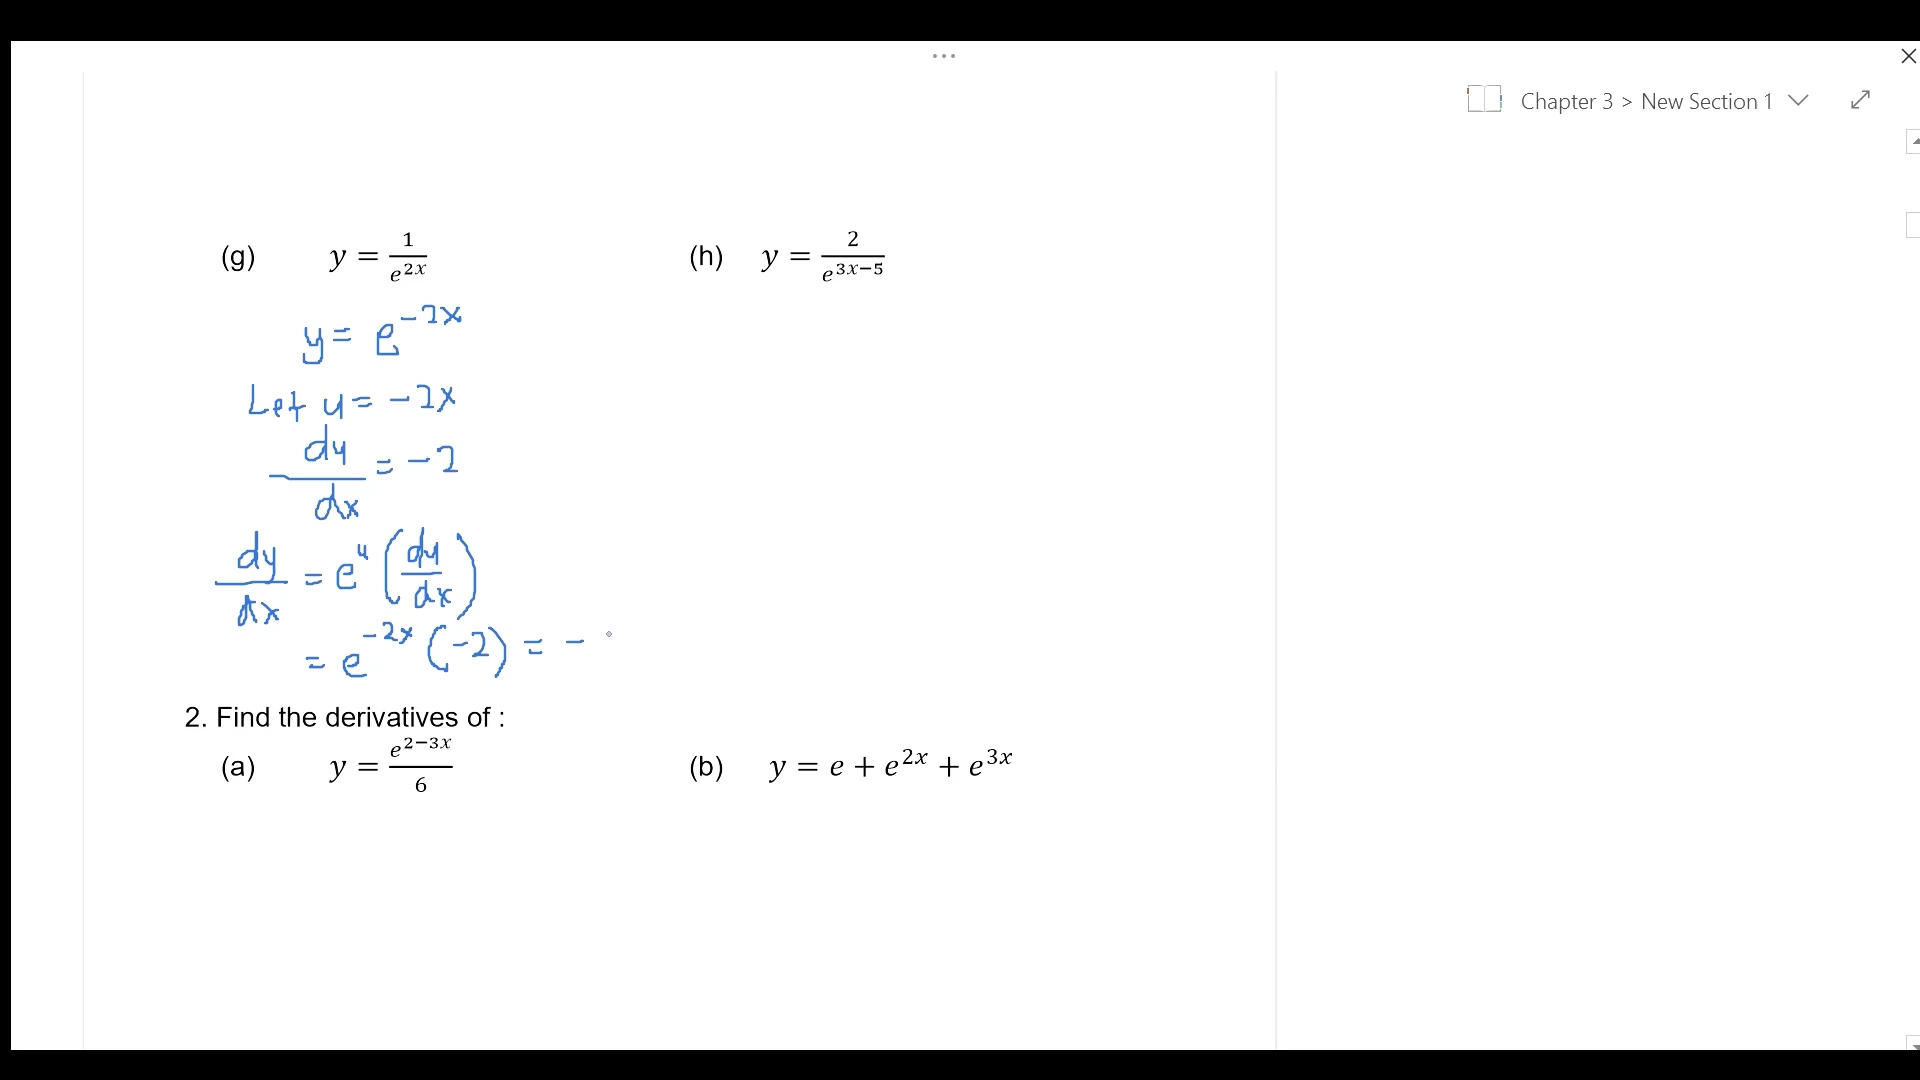 Chapter 3 > New Section 1
(g) y = 1/e^{2x} (h) y = 2/e^{3x−5}
y = e^{-2x}
Let u = -2x
du/dx = -2
dy/dx = e^u (du/dx)
= e^{-2x} (-2) = -
2. Find the derivatives of :
(a) y = e^{2−3x}/6 (b) y = e + e^{2x} + e^{3x}